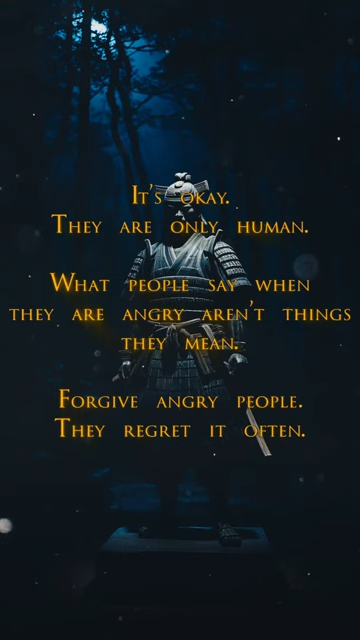 It's okay.
They are only human.
What people say when
they are angry aren't things
they mean.
Forgive angry people.
They regret it often.